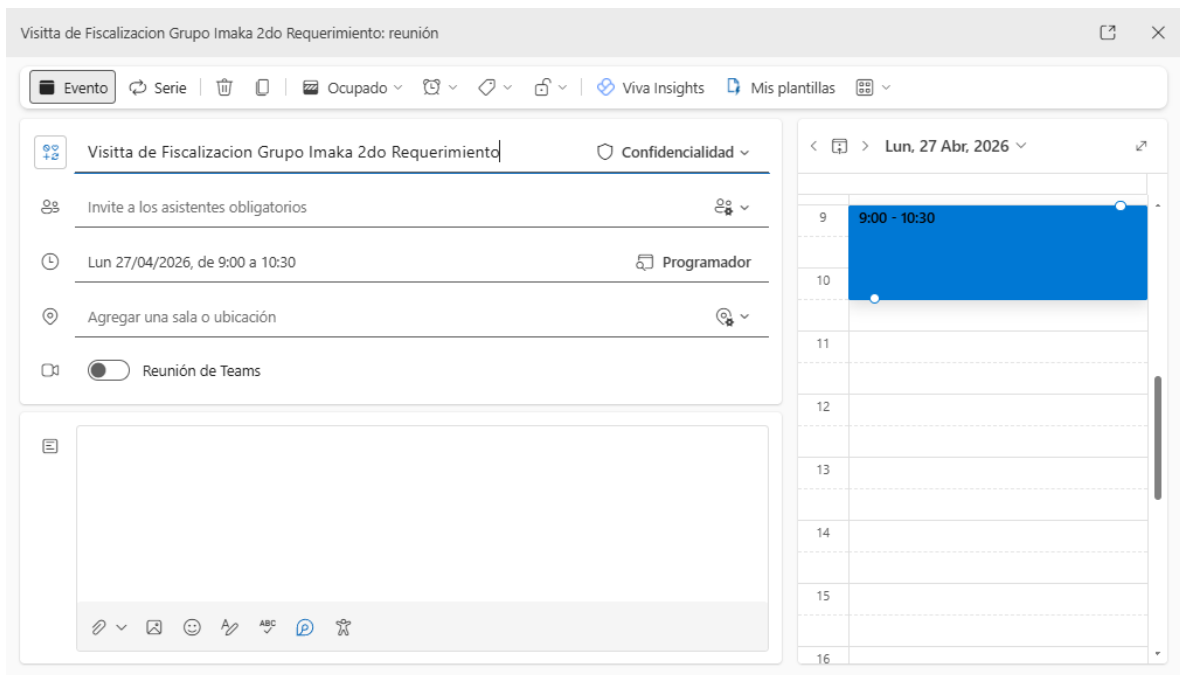 Visitta de Fiscalizacion Grupo Imaka 2do Requerimiento: reunión
Evento Serie Ocupado Viva Insights Mis plantillas
Visitta de Fiscalizacion Grupo Imaka 2do Requerimiento Confidencialidad
Invite a los asistentes obligatorios
Lun 27/04/2026, de 9:00 a 10:30 Programador
Agregar una sala o ubicación
Reunión de Teams
ABC
Lun, 27 Abr, 2026
9 9:00 - 10:30
10
11
12
13
14
15
16